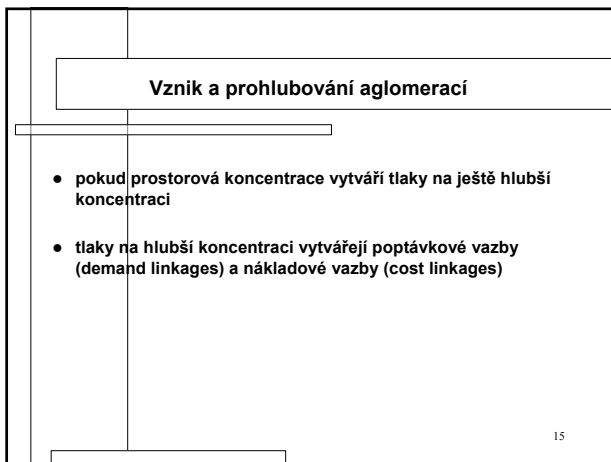 Vznik a prohlubování aglomerací
● pokud prostorová koncentrace vytváří tlaky na ještě hlubší
koncentraci
● tlaky na hlubší koncentraci vytvářejí poptávkové vazby
(demand linkages) a nákladové vazby (cost linkages)
15